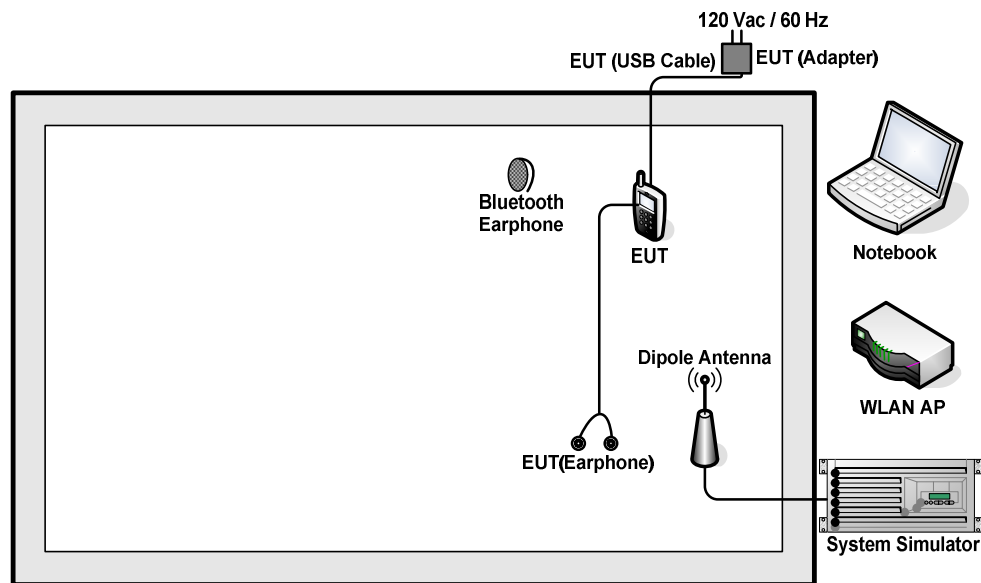 120 Vac / 60 Hz
EUT (USB Cable)
EUT (Adapter)
Bluetooth
Earphone
EUT
Notebook
Dipole Antenna
WLAN AP
EUT(Earphone)
System Simulator